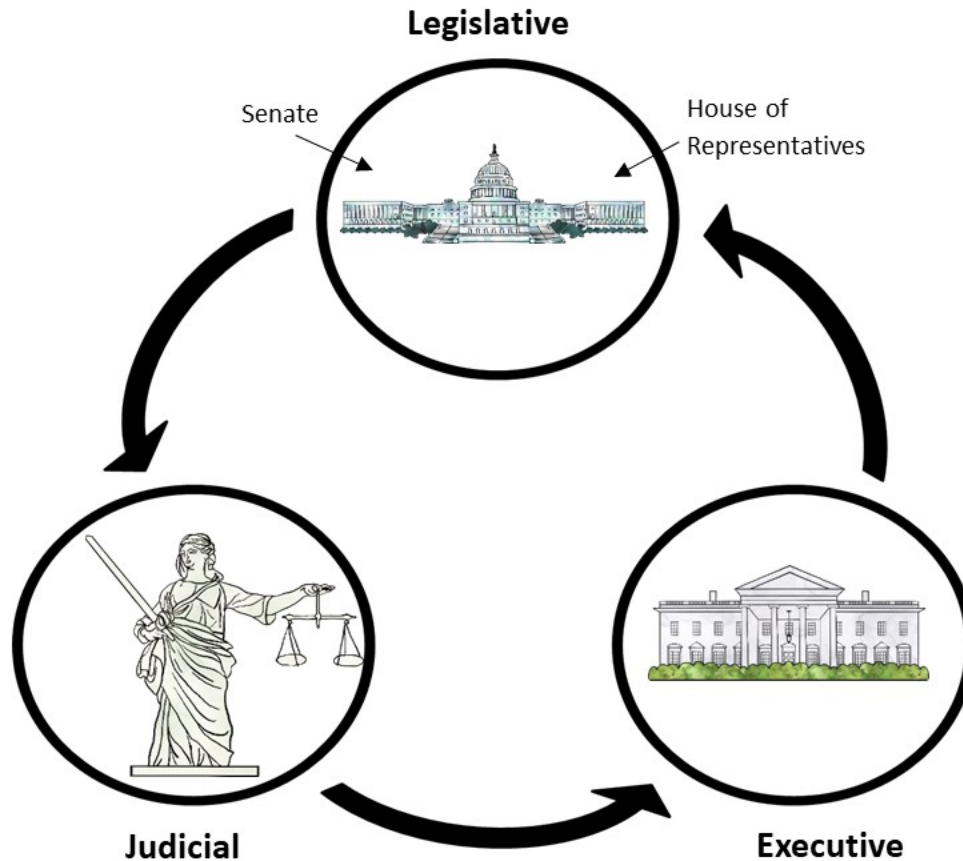 Legislative
Senate
House of
Representatives
Judicial
Executive